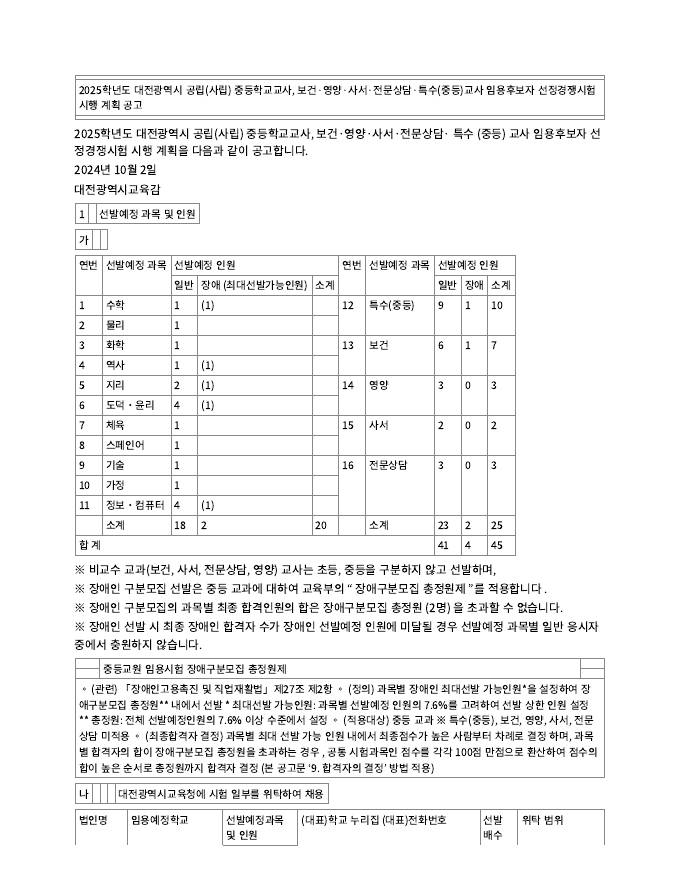 2025학년도 대전광역시 공립(사립) 중등학교교사, 보건·영양·사서·전문상담·특수(중등)교사 임용후보자 선정경쟁시험
시행 계획 공고
2025학년도 대전광역시 공립(사립) 중등학교교사, 보건·영양·사서·전문상담· 특수 (중등) 교사 임용후보자 선
정경쟁시험 시행 계획을 다음과 같이 공고합니다.
2024년 10월 2일
대전광역시교육감
1 선발예정 과목 및 인원
가
연번 선발예정 과목 선발예정 인원 연번 선발예정 과목 선발예정 인원
일반 장애 (최대선발가능인원) 소계 일반 장애 소계
1 수학 1 (1) 12 특수(중등) 9 1 10
2 물리 1
3 화학 1 13 보건 6 1 7
4 역사 1 (1)
5 지리 2 (1) 14 영양 3 0 3
6 도덕・윤리 4 (1)
7 체육 1 15 사서 2 0 2
8 스페인어 1
9 기술 1 16 전문상담 3 0 3
10 가정 1
11 정보・컴퓨터 4 (1)
소계 18 2 20 소계 23 2 25
합 계 41 4 45
※ 비교수 교과(보건, 사서, 전문상담, 영양) 교사는 초등, 중등을 구분하지 않고 선발하며,
※ 장애인 구분모집 선발은 중등 교과에 대하여 교육부의 “ 장애구분모집 총정원제 ”를 적용합니다 .
※ 장애인 구분모집의 과목별 최종 합격인원의 합은 장애구분모집 총정원 (2명) 을 초과할 수 없습니다.
※ 장애인 선발 시 최종 장애인 합격자 수가 장애인 선발예정 인원에 미달될 경우 선발예정 과목별 일반 응시자
중에서 충원하지 않습니다.
중등교원 임용시험 장애구분모집 총정원제
◦ (관련) 「장애인고용촉진 및 직업재활법」제27조 제2항 ◦ (정의) 과목별 장애인 최대선발 가능인원*을 설정하여 장
애구분모집 총정원** 내에서 선발 * 최대선발 가능인원: 과목별 선발예정 인원의 7.6%를 고려하여 선발 상한 인원 설정
** 총정원: 전체 선발예정인원의 7.6% 이상 수준에서 설정 ◦ (적용대상) 중등 교과 ※ 특수(중등), 보건, 영양, 사서, 전문
상담 미적용 ◦ (최종합격자 결정) 과목별 최대 선발 가능 인원 내에서 최종점수가 높은 사람부터 차례로 결정 하며, 과목
별 합격자의 합이 장애구분모집 총정원을 초과하는 경우 , 공통 시험과목인 점수를 각각 100점 만점으로 환산하여 점수의
합이 높은 순서로 총정원까지 합격자 결정 (본 공고문 ‘9. 합격자의 결정’ 방법 적용)
나 대전광역시교육청에 시험 일부를 위탁하여 채용
법인명 임용예정학교 선발예정과목 (대표)학교 누리집 (대표)전화번호 선발 위탁 범위
및 인원 배수